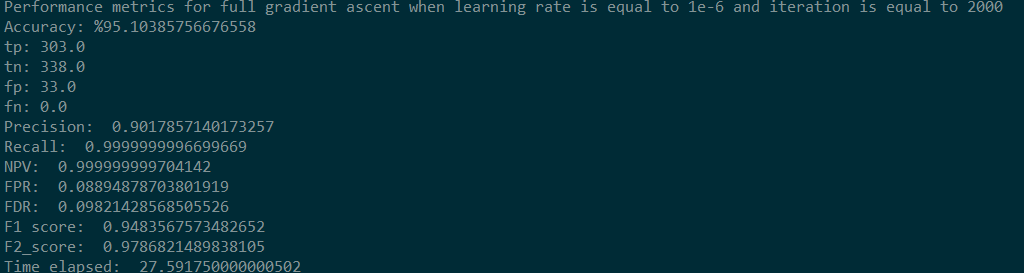 Performance metrics for full gradient ascent when learning rate is equal to 1e-6 and iteration is equal to 2000
Accuracy: %95.10385756676558
tp: 303.0
tn: 338.0
fp: 33.0
fn: 0.0
Precision:  0.9017857140173257
Recall:  0.9999999996699669
NPV:  0.999999999704142
FPR:  0.08894878703801919
FDR:  0.09821428568505526
F1 score:  0.9483567573482652
F2_score:  0.9786821489838105
Time elapsed:  27.591750000000502